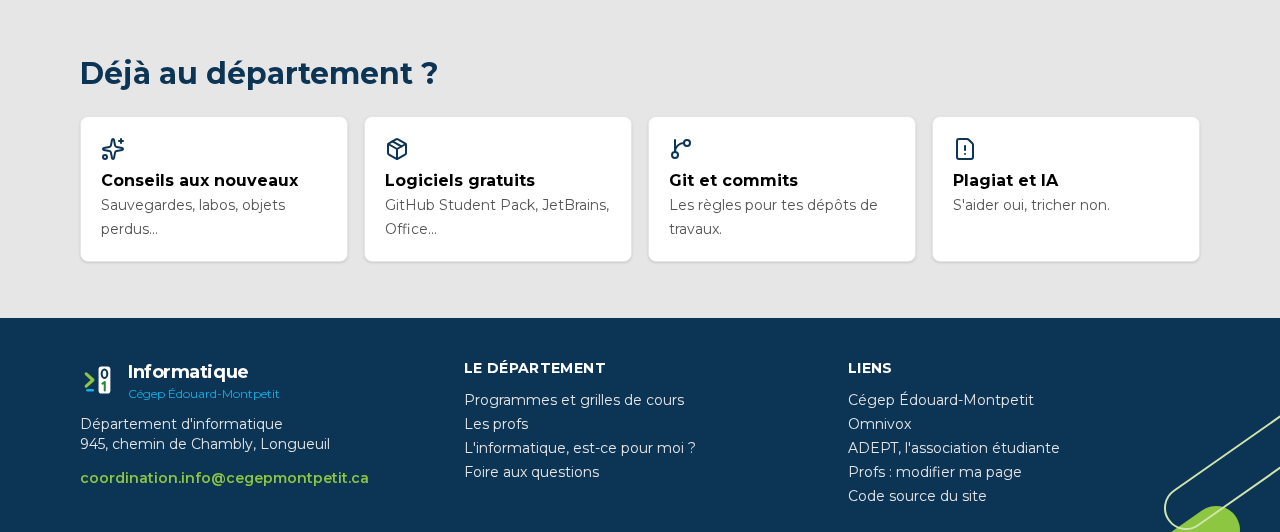 Déjà au département ?
Conseils aux nouveaux
Sauvegardes, labos, objets
perdus...
Logiciels gratuits
GitHub Student Pack, JetBrains,
Office...
Git et commits
Les règles pour tes dépôts de
travaux.
Plagiat et IA
S'aider oui, tricher non.
01
Informatique
Cégep Édouard-Montpetit
Département d'informatique
945, chemin de Chambly, Longueuil
coordination.info@cegepmontpetit.ca
LE DÉPARTEMENT
Programmes et grilles de cours
Les profs
L'informatique, est-ce pour moi ?
Foire aux questions
LIENS
Cégep Édouard-Montpetit
Omnivox
ADEPT, l'association étudiante
Profs : modifier ma page
Code source du site